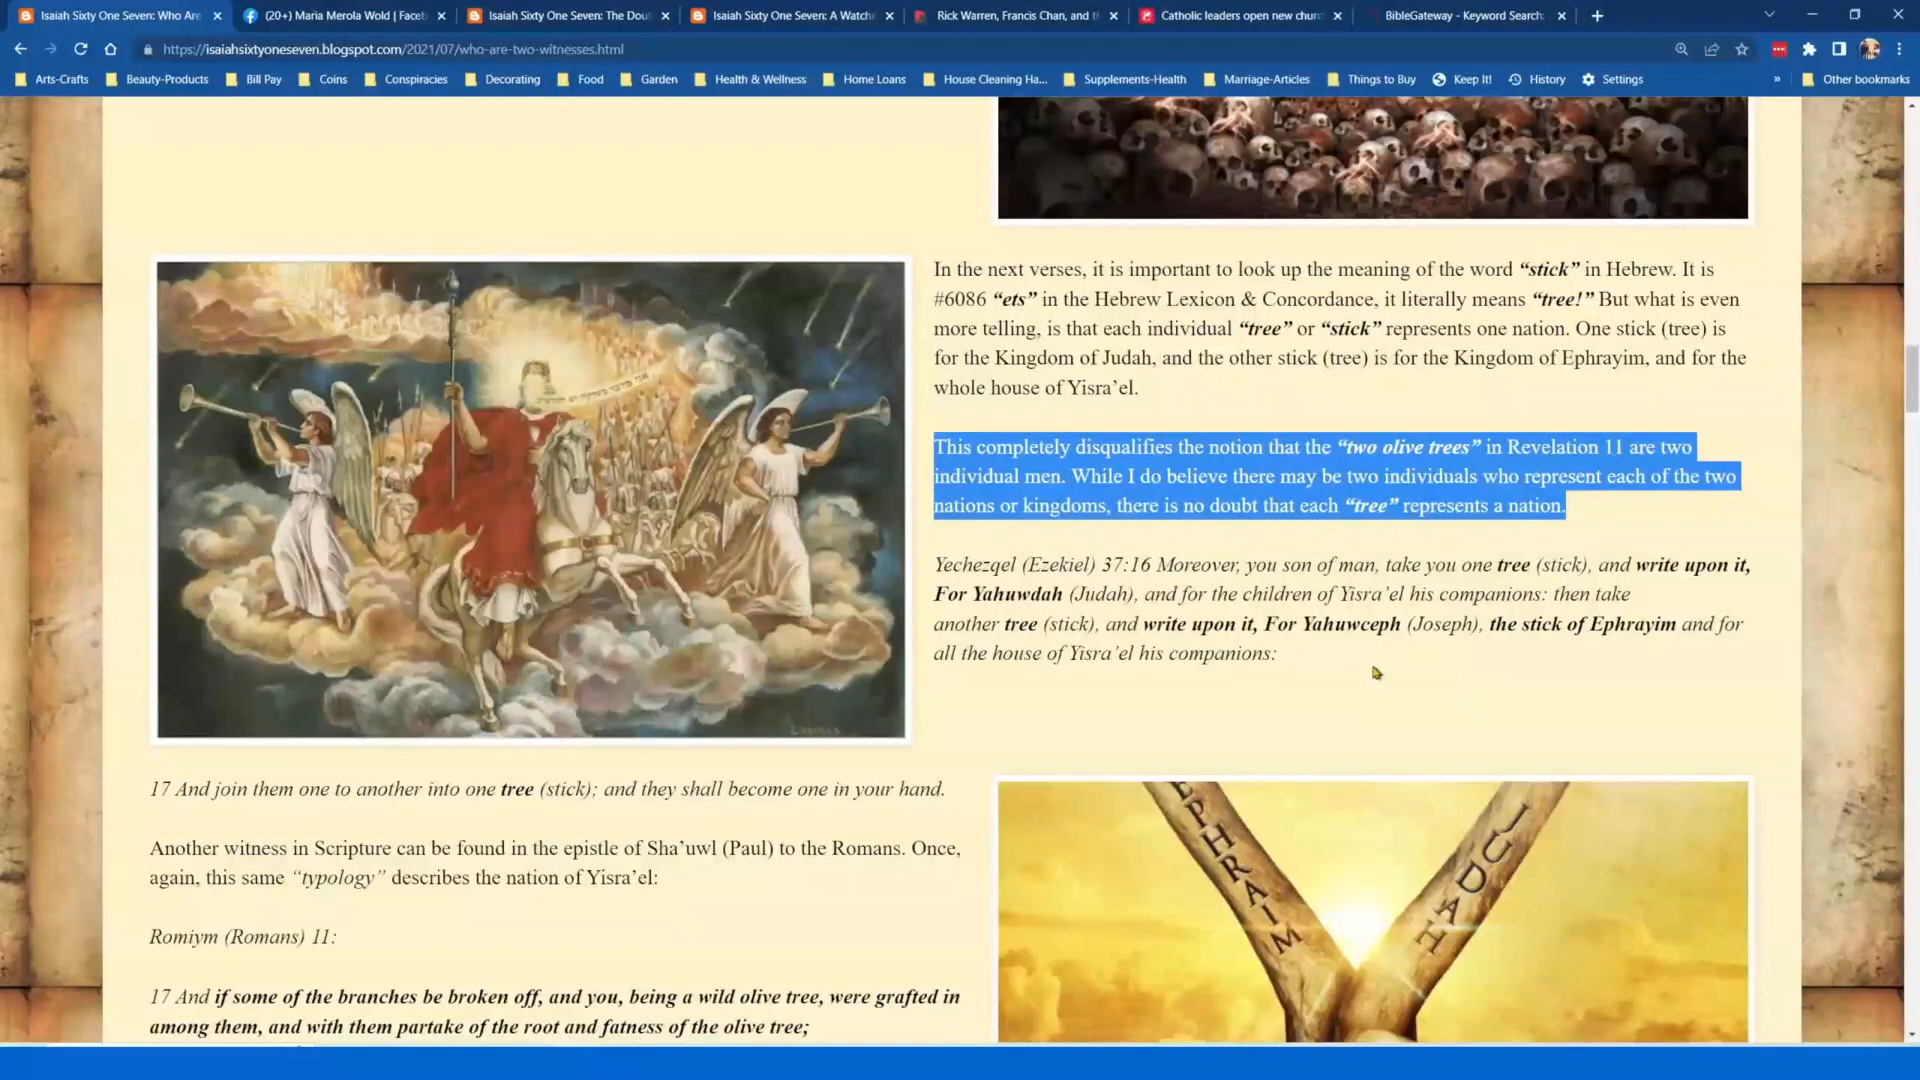 Isaiah Sixty One Seven: Who Are
(20+) Maria Merola Wold | Faceb
Isaiah Sixty One Seven: The Dou
Isaiah Sixty One Seven: A Watch
Rick Warren, Francis Chan, and t
Catholic leaders open new churc
BibleGateway - Keyword Search:
https://isaiahsixtyoneseven.blogspot.com/2021/07/who-are-two-witnesses.html
Arts-Crafts Beauty-Products Bill Pay Coins Conspiracies Decorating Food Garden Health & Wellness Home Loans House Cleaning Ha... Supplements-Health Marriage-Articles Things to Buy Keep It! History Settings » Other bookmarks
In the next verses, it is important to look up the meaning of the word “stick” in Hebrew. It is
#6086 “ets” in the Hebrew Lexicon & Concordance, it literally means “tree!” But what is even
more telling, is that each individual “tree” or “stick” represents one nation. One stick (tree) is
for the Kingdom of Judah, and the other stick (tree) is for the Kingdom of Ephrayim, and for the
whole house of Yisra’el.
This completely disqualifies the notion that the “two olive trees” in Revelation 11 are two
individual men. While I do believe there may be two individuals who represent each of the two
nations or kingdoms, there is no doubt that each “tree” represents a nation.
Yechezqel (Ezekiel) 37:16 Moreover, you son of man, take you one tree (stick), and write upon it,
For Yahuwdah (Judah), and for the children of Yisra’el his companions: then take
another tree (stick), and write upon it, For Yahuwceph (Joseph), the stick of Ephrayim and for
all the house of Yisra’el his companions:
17 And join them one to another into one tree (stick); and they shall become one in your hand.
Another witness in Scripture can be found in the epistle of Sha’uwl (Paul) to the Romans. Once,
again, this same “typology” describes the nation of Yisra’el:
Romiym (Romans) 11:
17 And if some of the branches be broken off, and you, being a wild olive tree, were grafted in
among them, and with them partake of the root and fatness of the olive tree;
EPHRAIM
JUDAH